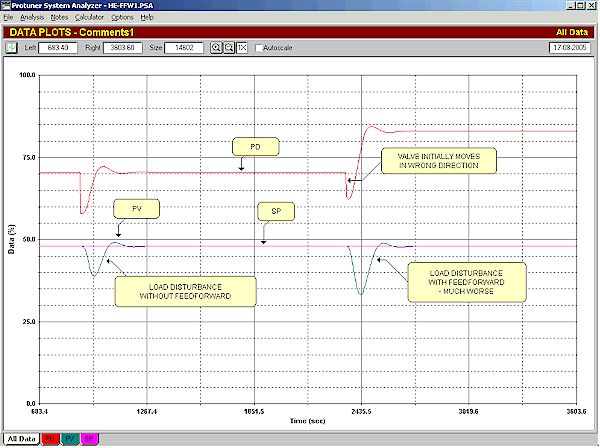 Protuner System Analyzer - HE-FFW1.PSA
File Analysis Notes Calculator Options Help
DATA PLOTS - Comments1 All Data
Left 683.40 Right 3603.60 Size 14602 1X Autoscale 17-08-2005
100.0
75.0
50.0
25.0
0.0
Data (%)
PD
VALVE INITIALLY MOVES
IN WRONG DIRECTION
PV
SP
LOAD DISTURBANCE
WITHOUT FEEDFORWARD
LOAD DISTURBANCE
WITH FEEDFORWARD
- MUCH WORSE
683.4 1267.4 1851.5 2435.5 3019.6 3603.6
Time (sec)
All Data PD PV SP